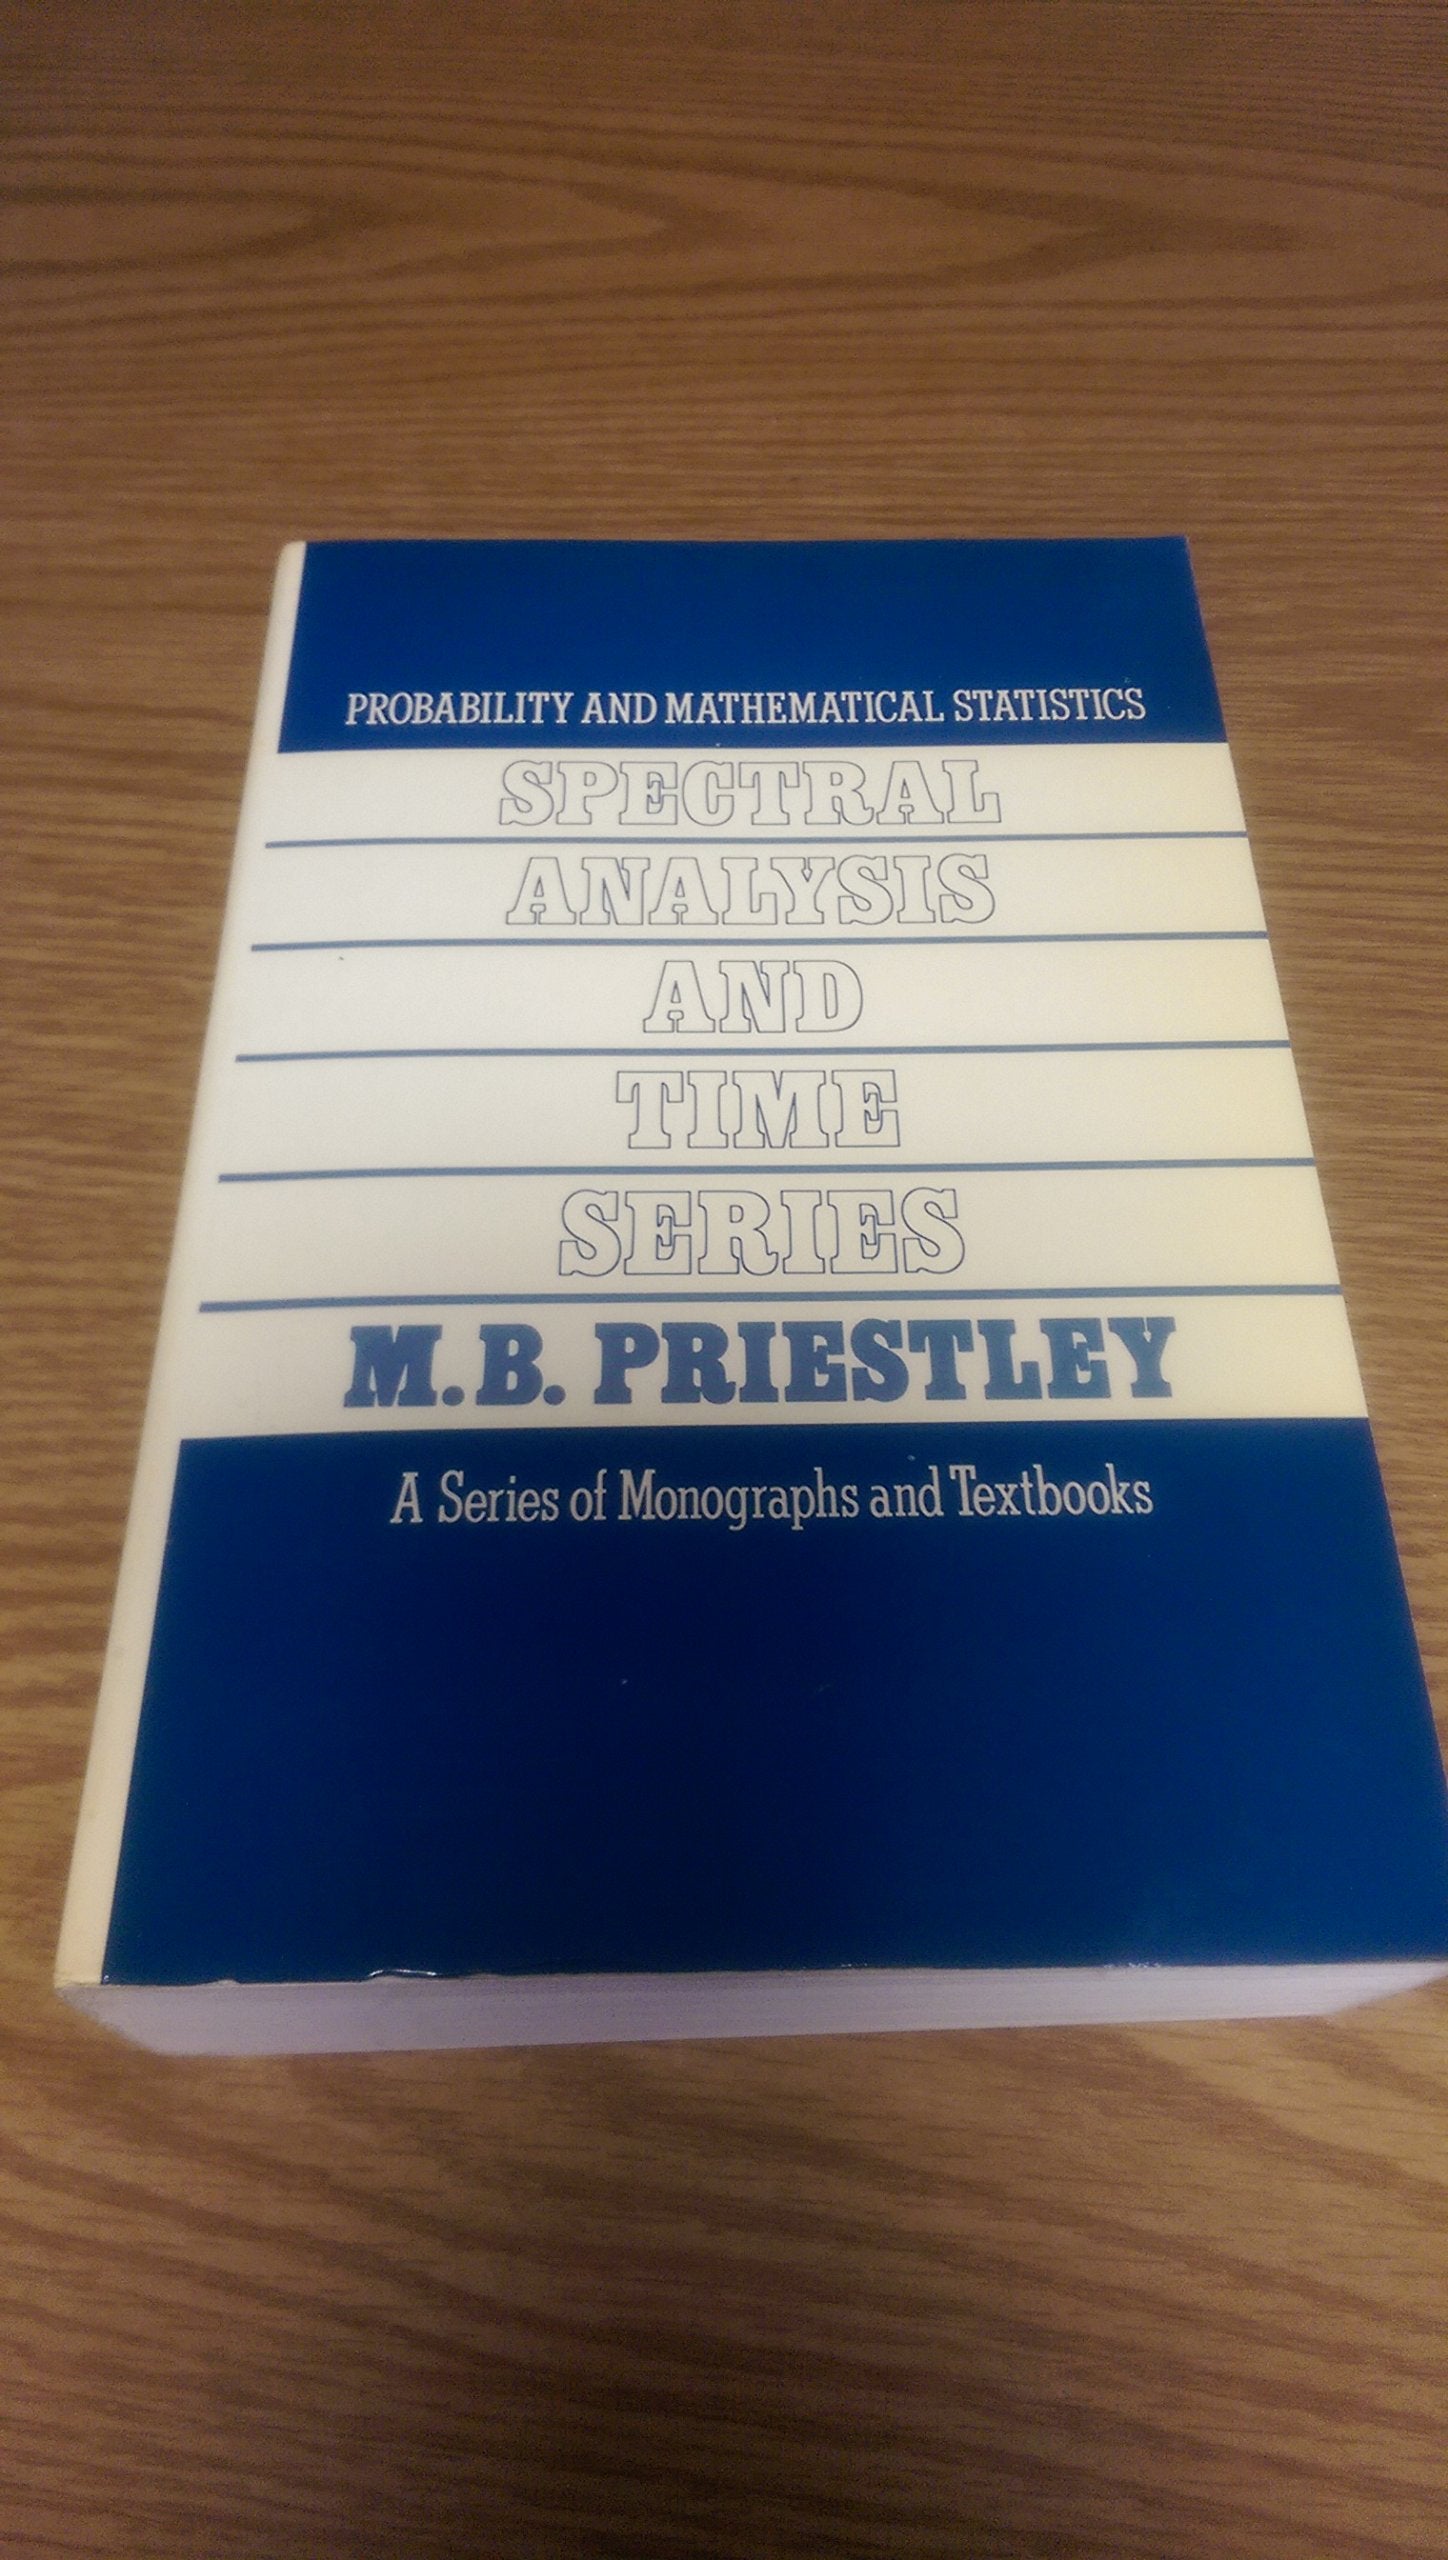 PROBABILITY AND MATHEMATICAL STATISTICS
SPECTRAL
ANALYSIS
AND
TIME
SERIES
M.B. PRIESTLEY
A Series of Monographs and Textbooks